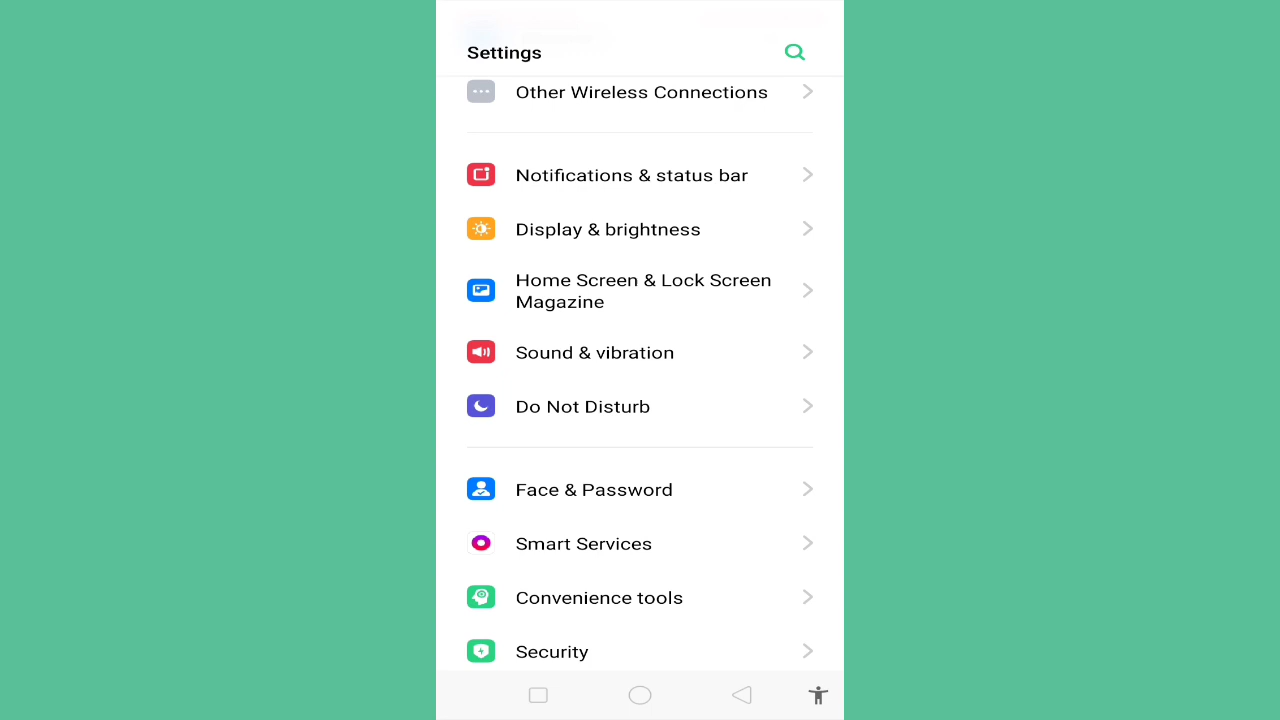 Settings
Other Wireless Connections
Notifications & status bar
Display & brightness
Home Screen & Lock Screen
Magazine
Sound & vibration
Do Not Disturb
Face & Password
Smart Services
Convenience tools
Security